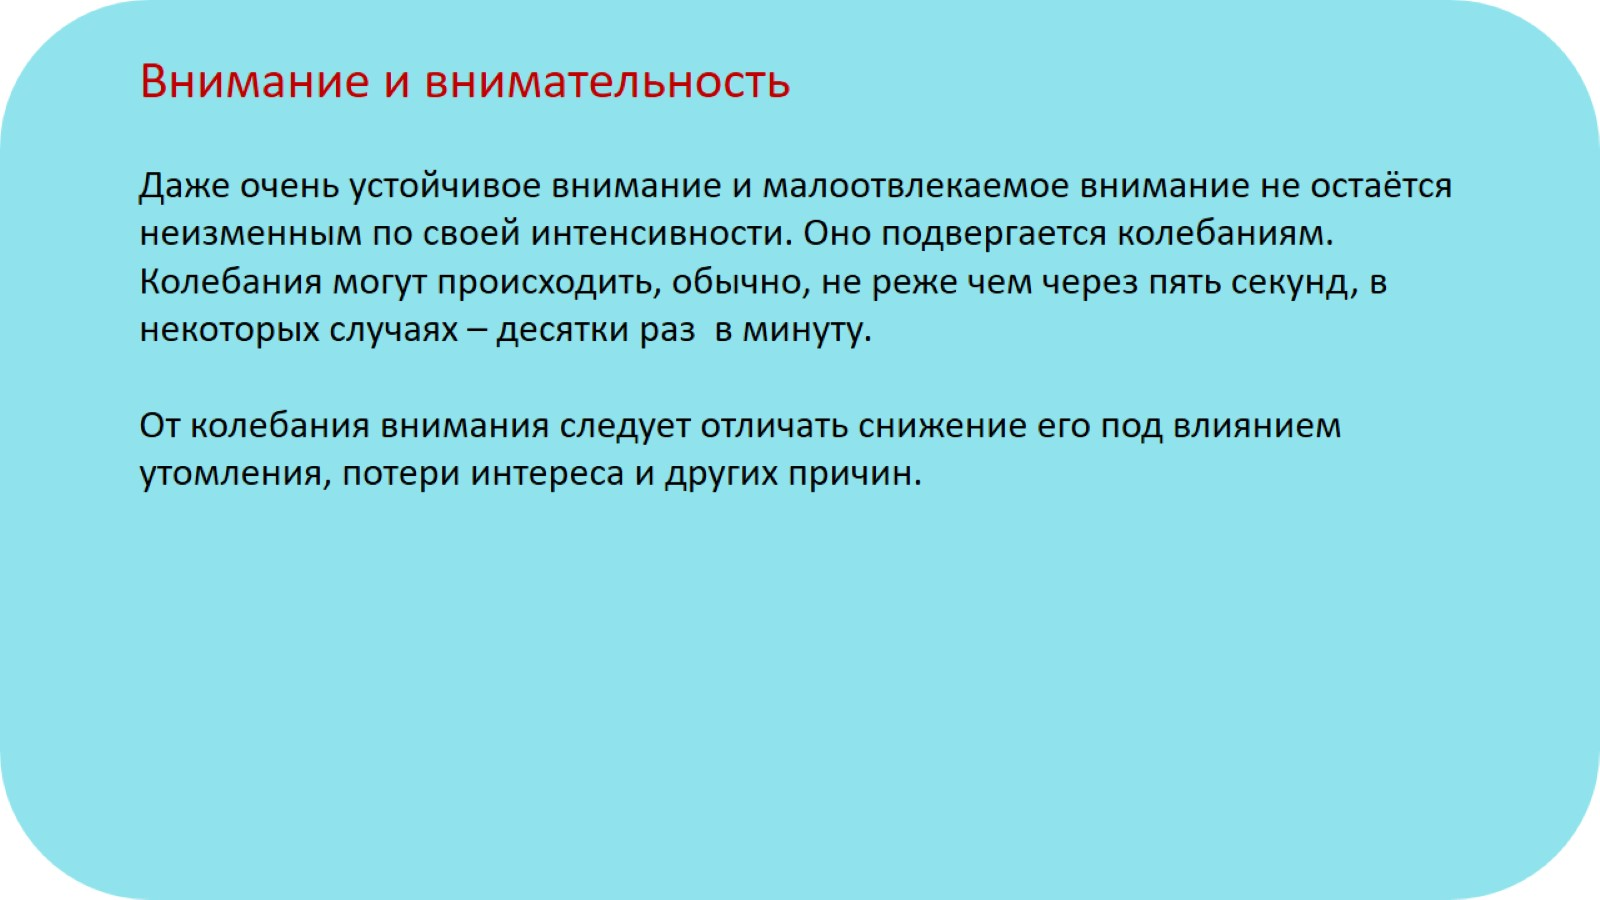 Внимание и внимательность
Даже очень устойчивое внимание и малоотвлекаемое внимание не остаётся
неизменным по своей интенсивности. Оно подвергается колебаниям.
Колебания могут происходить, обычно, не реже чем через пять секунд, в
некоторых случаях – десятки раз  в минуту.
От колебания внимания следует отличать снижение его под влиянием
утомления, потери интереса и других причин.